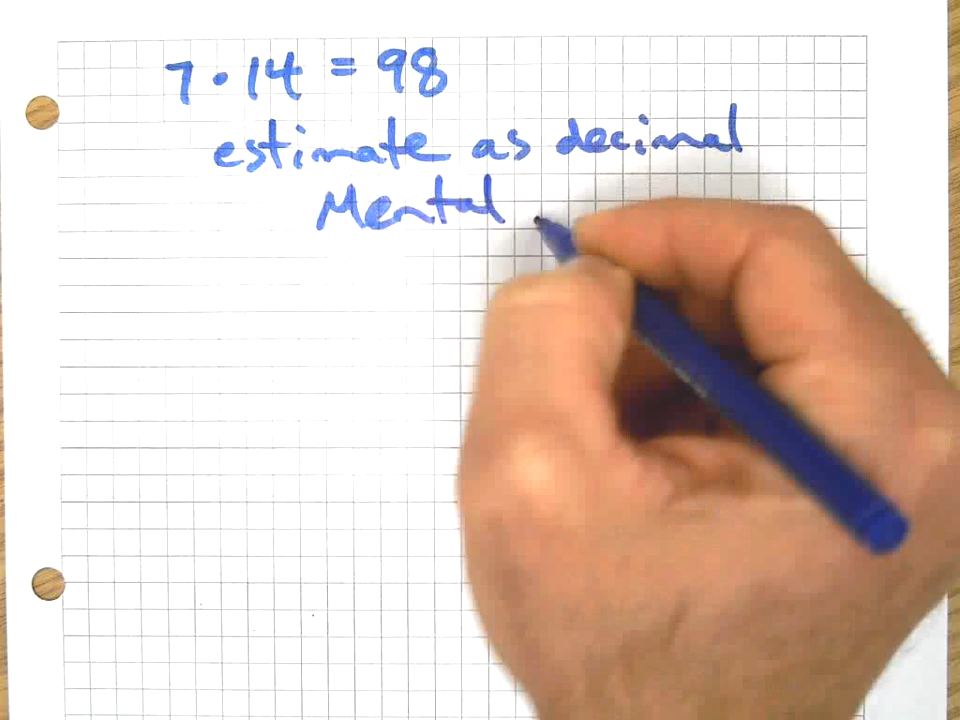 7 · 14 = 98
estimate as decimal
Mental